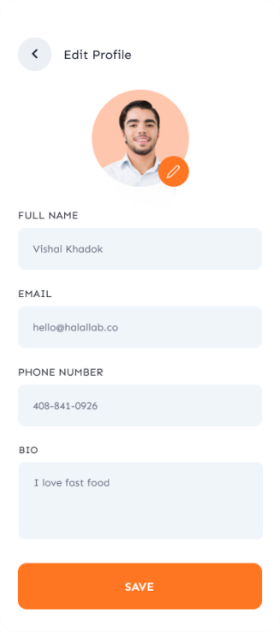 Edit Profile
FULL NAME
Vishal Khadok
EMAIL
hello@halallab.co
PHONE NUMBER
408-841-0926
BIO
I love fast food
SAVE